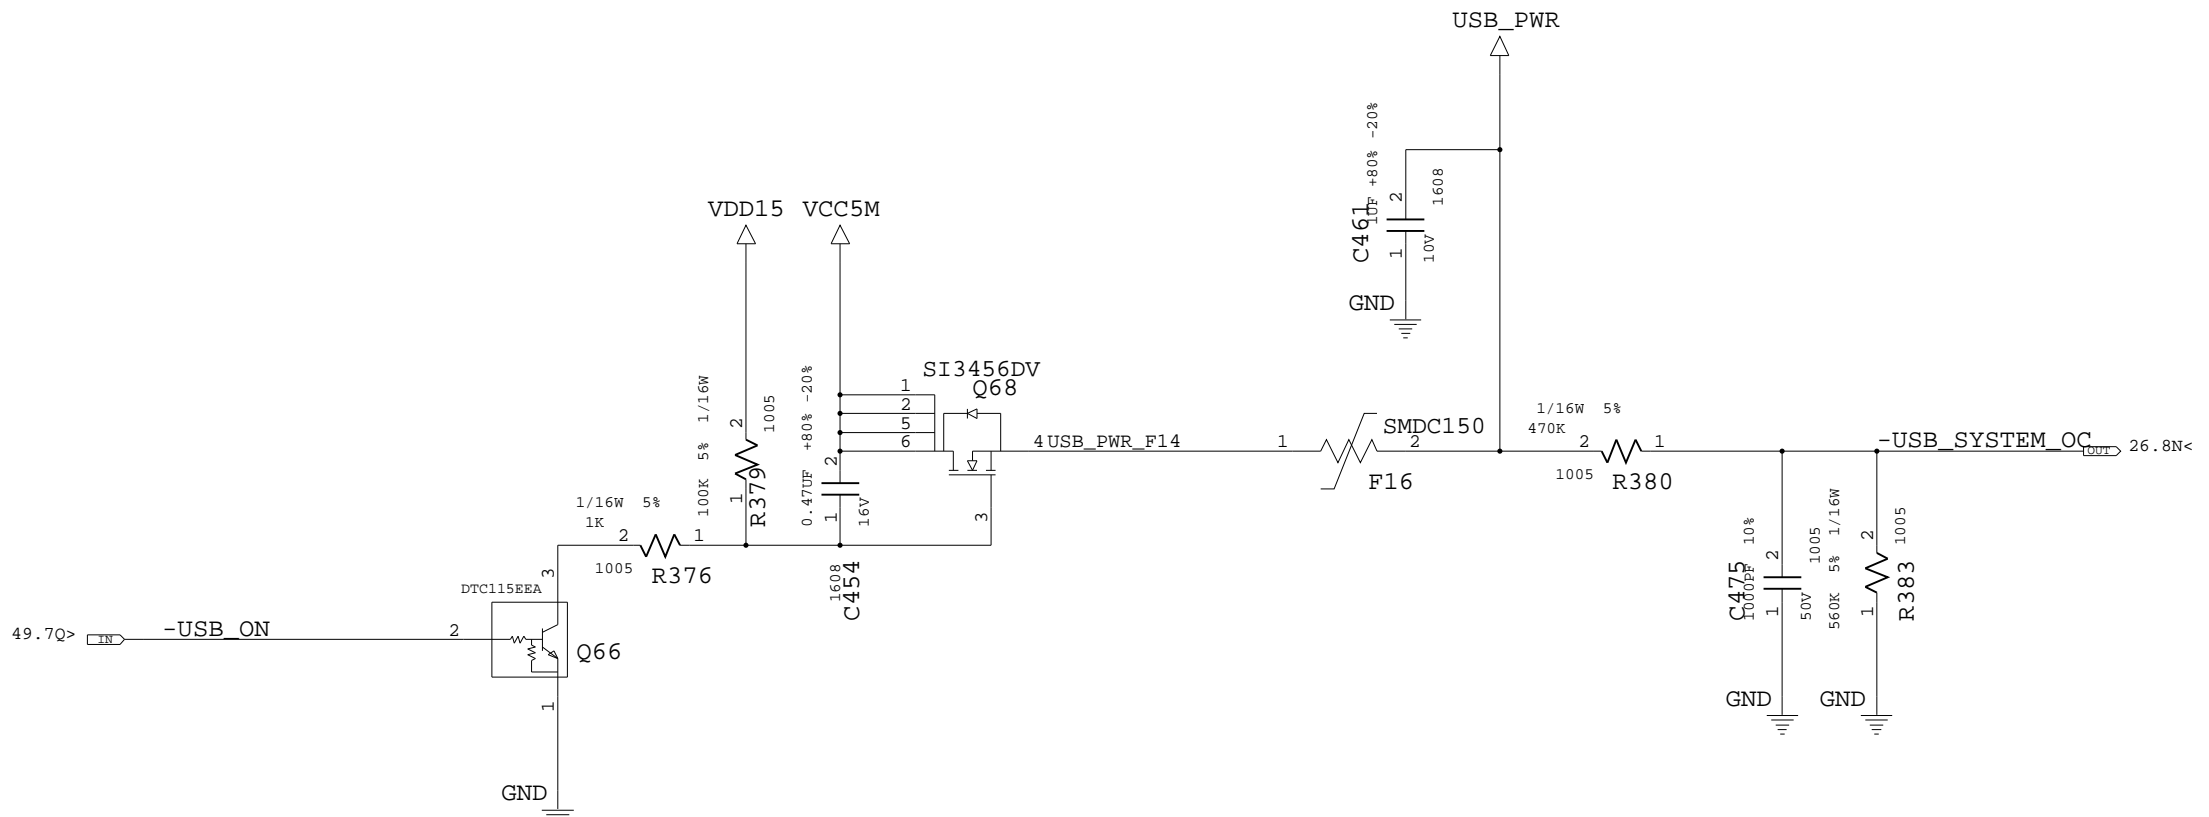 USB_PWR
1UF +80% -20%
C461
2
1608
1
10V
GND
VDD15 VCC5M
100K 5% 1/16W
2
1005
1
R379
0.47UF +80% -20%
2
1
16V
1608
C454
SI3456DV
Q68
1
2
5
6
3
4 USB_PWR_F14
1
SMDC150
2
F16
1/16W 5%
470K
2
1
1005
R380
-USB_SYSTEM_OC
OUT
26.8N<
1/16W 5%
1K
2
1
1005
R376
DTC115EEA
3
49.7Q>
IN
-USB_ON
2
Q66
1
GND
C475
1000PF 10%
2
1
1005
50V
560K 5% 1/16W
2
1005
1
R383
GND
GND